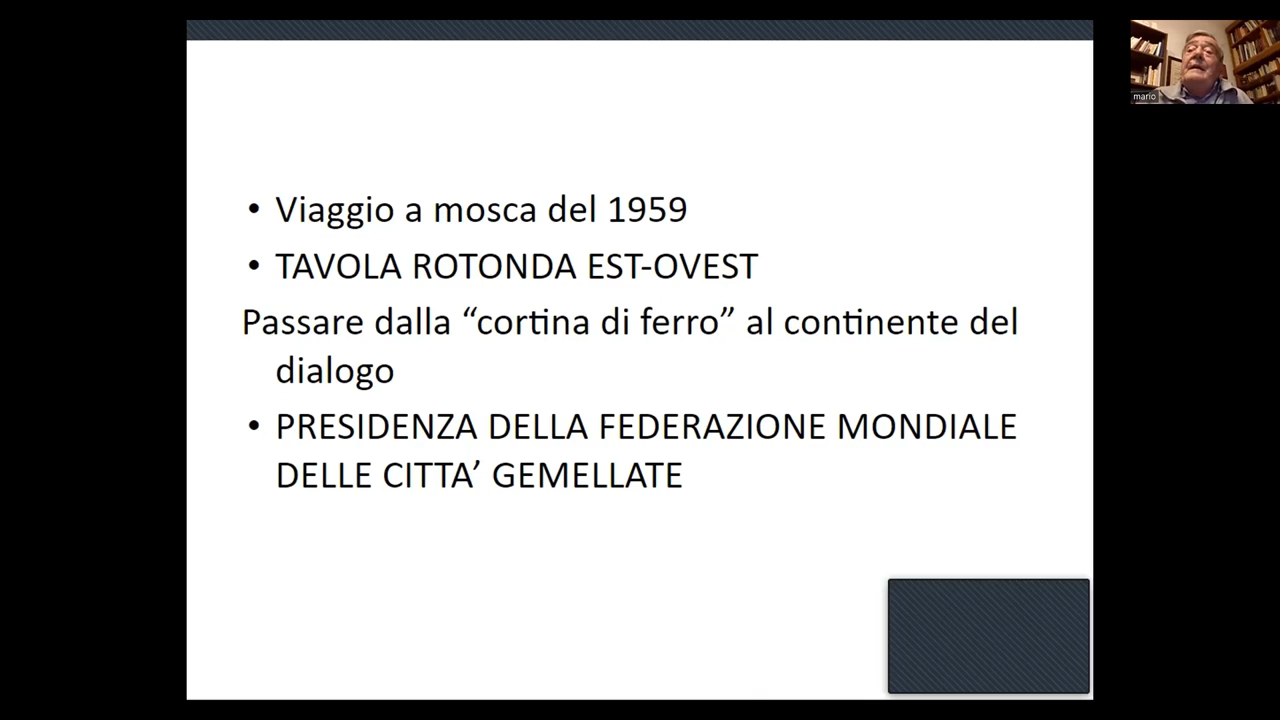 mario
• Viaggio a mosca del 1959
• TAVOLA ROTONDA EST-OVEST
Passare dalla “cortina di ferro” al continente del
dialogo
• PRESIDENZA DELLA FEDERAZIONE MONDIALE
DELLE CITTA’ GEMELLATE